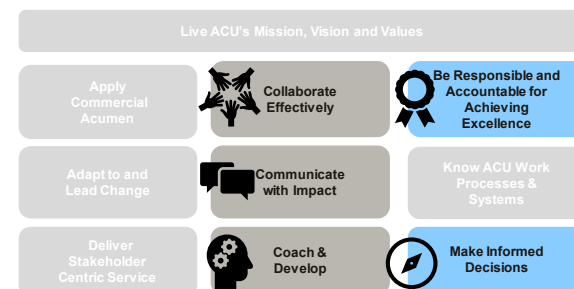 Live ACU's Mission, Vision and Values
Apply
Commercial
Acumen
Collaborate
Effectively
Be Responsible and
Accountable for
Achieving
Excellence
Adapt to and
Lead Change
Communicate
with Impact
Know ACU Work
Processes &
Systems
Deliver
Stakeholder
Centric Service
Coach &
Develop
Make Informed
Decisions